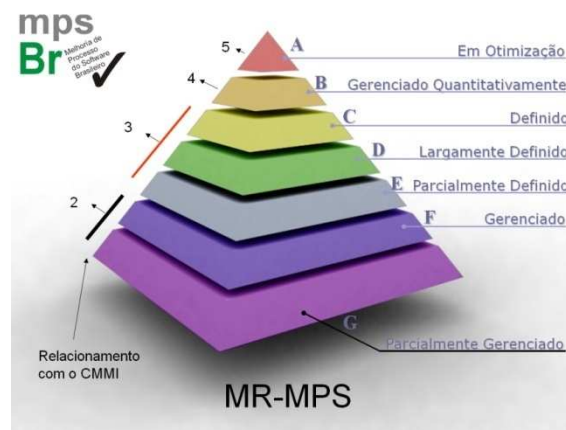 mps
Br
Melhoria de
Processo
do Software
Brasileiro
5
A
Em Otimização
4
B
Gerenciado Quantitativamente
3
C
Definido
D
Largamente Definido
E
Parcialmente Definido
2
F
Gerenciado
G
Parcialmente Gerenciado
Relacionamento
com o CMMI
MR-MPS